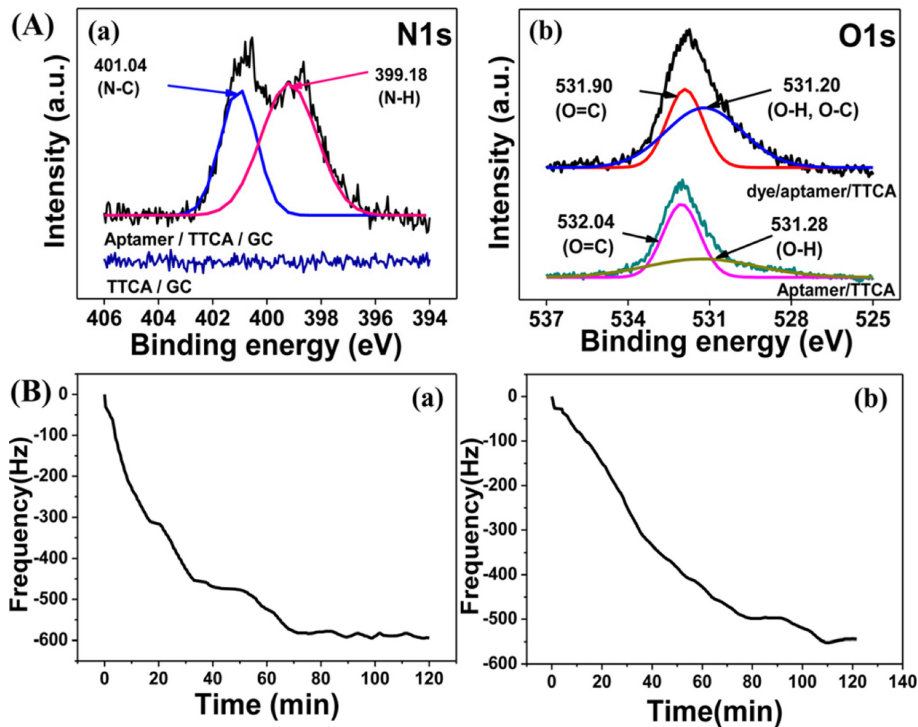 (A)
(a)
N1s
401.04
(N-C)
399.18
(N-H)
Aptamer / TTCA / GC
TTCA / GC
Intensity (a.u.)
406 404 402 400 398 396 394
Binding energy (eV)
(b)
O1s
531.90
(O=C)
531.20
(O-H, O-C)
dye/aptamer/TTCA
532.04
(O=C)
531.28
(O-H)
Aptamer/TTCA
Intensity (a.u.)
537 534 531 528 525
Binding energy (eV)
(B)
(a)
0
-100
-200
-300
-400
-500
-600
Frequency(Hz)
0 20 40 60 80 100 120
Time (min)
(b)
0
-100
-200
-300
-400
-500
-600
Frequency(Hz)
0 20 40 60 80 100 120 140
Time(min)